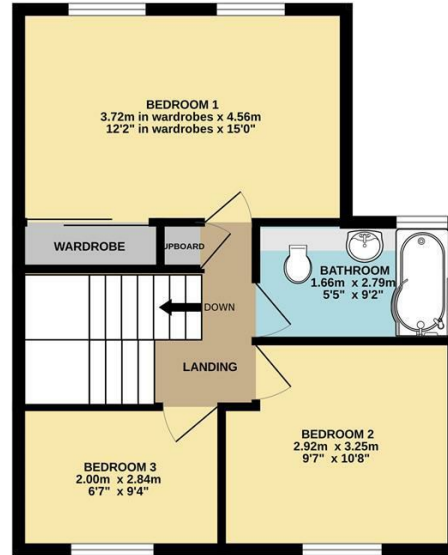 BEDROOM 1
3.72m in wardrobes x 4.56m
12'2" in wardrobes x 15'0"
WARDROBE
UPBOARD
BATHROOM
1.66m x 2.79m
5'5" x 9'2"
DOWN
LANDING
BEDROOM 2
2.92m x 3.25m
9'7" x 10'8"
BEDROOM 3
2.00m x 2.84m
6'7" x 9'4"